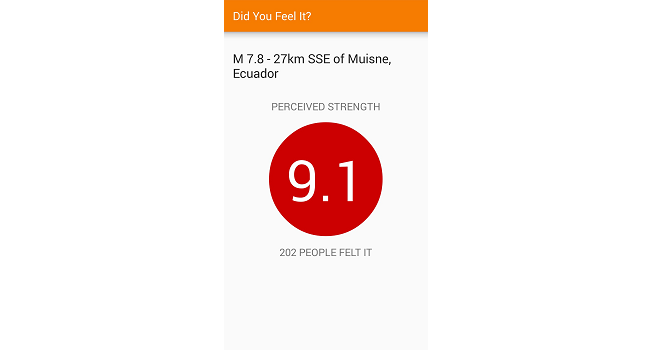 Did You Feel It?
M 7.8 - 27km SSE of Muisne,
Ecuador
PERCEIVED STRENGTH
9.1
202 PEOPLE FELT IT